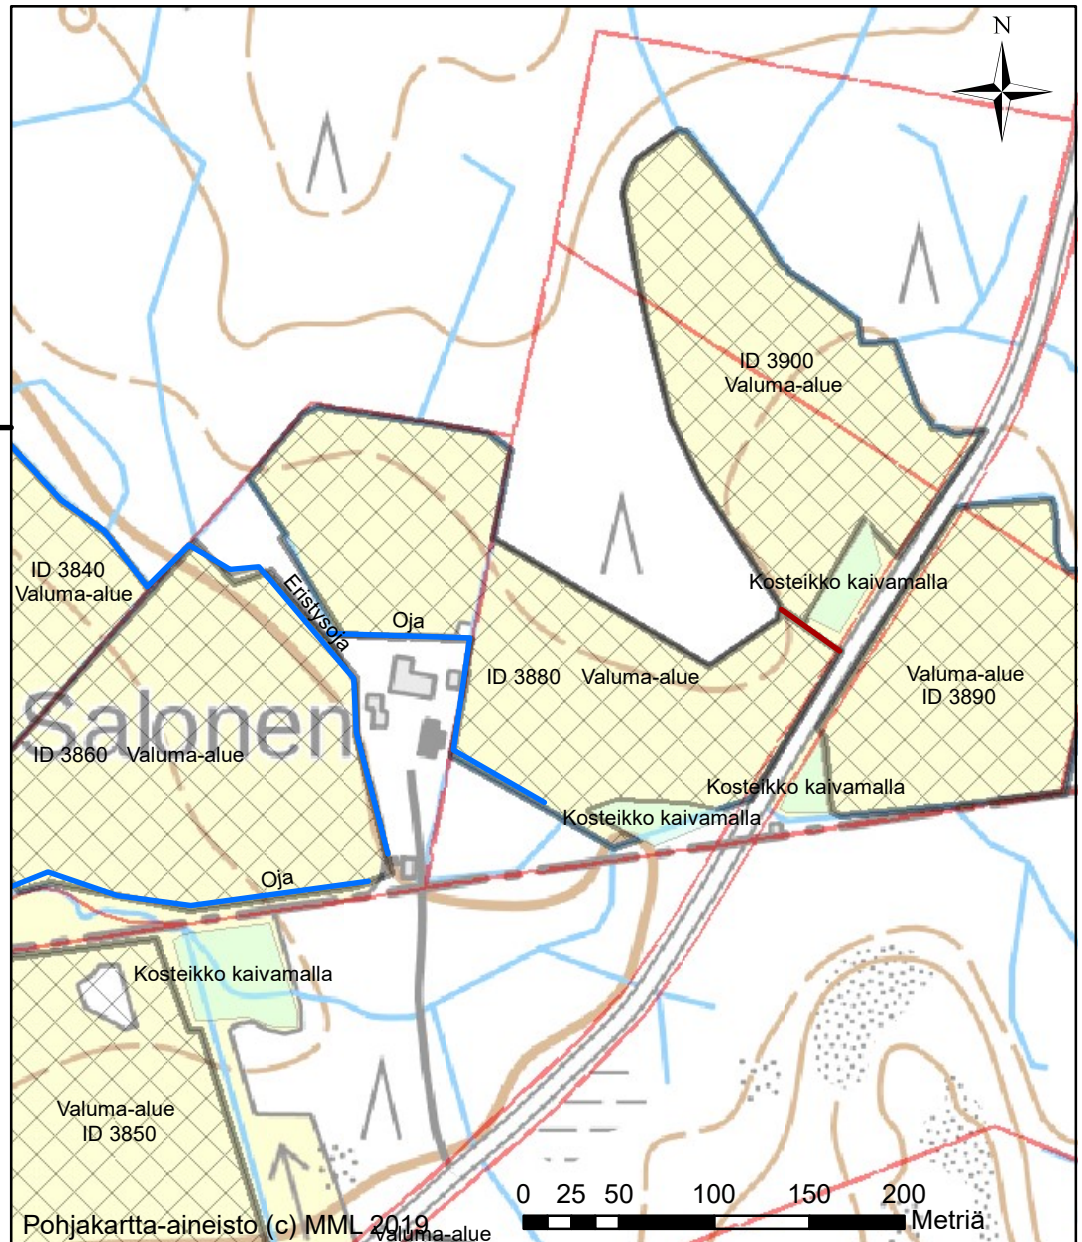 N
ID 3900
Valuma-alue
ID 3840
Valuma-alue
Kosteikko kaivamalla
Eristysoja
Oja
ID 3880 Valuma-alue
Valuma-alue
ID 3890
Salonen
ID 3860 Valuma-alue
Kosteikko kaivamalla
Kosteikko kaivamalla
Oja
Kosteikko kaivamalla
Valuma-alue
ID 3850
0 25 50 100 150 200
Metriä
Pohjakartta-aineisto (c) MML 2019
Valuma-alue